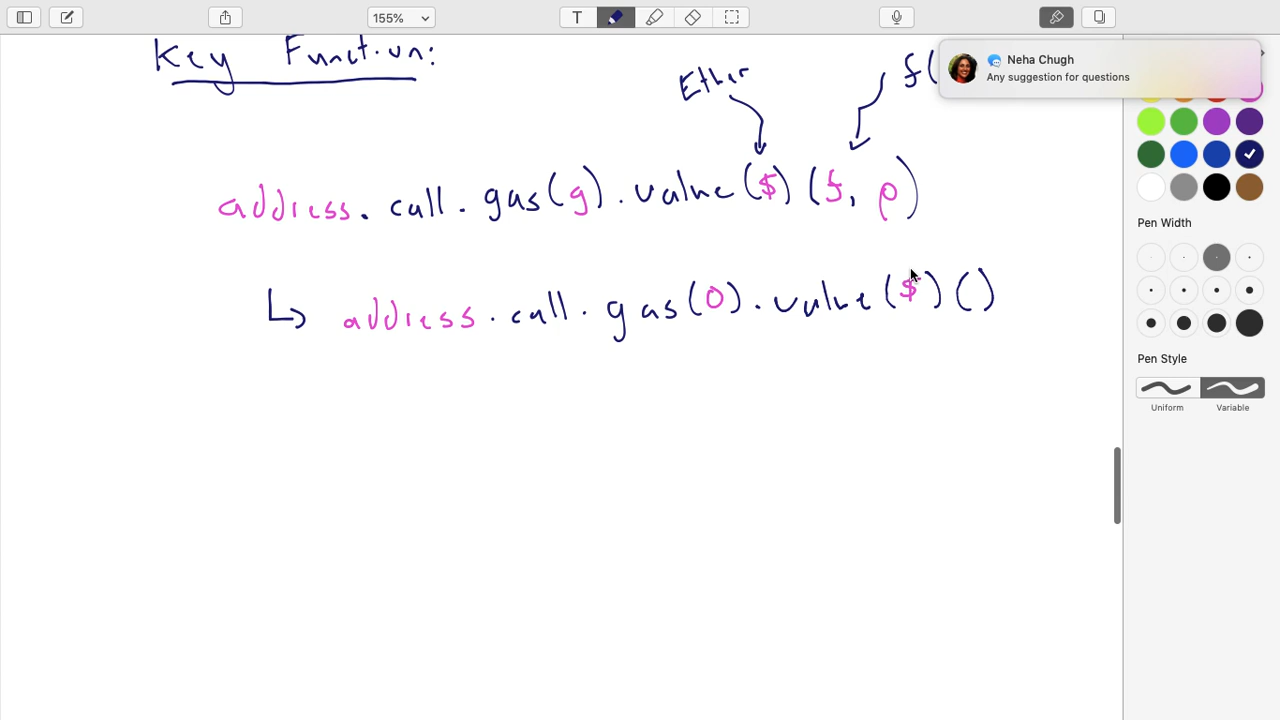 155%
T
Key Function:
Neha Chugh
Any suggestion for questions
Ether
f(
address.call.gas(g).value($)(f, p)
↳ address.call.gas(0).value($)()
Pen Width
Pen Style
Uniform
Variable